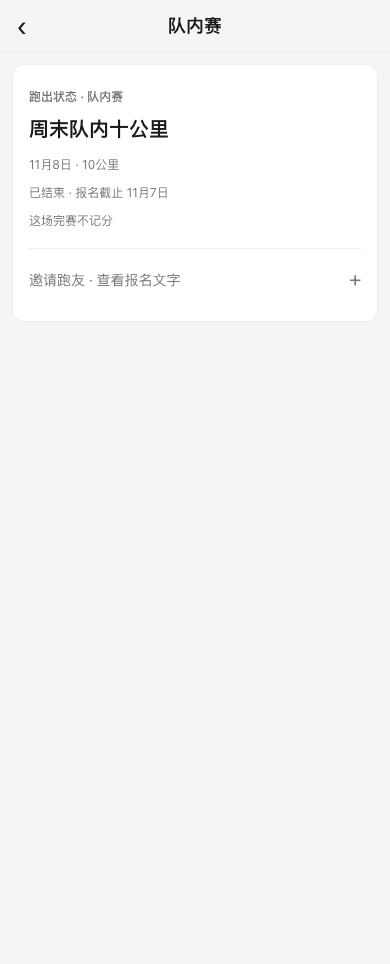 ‹ 队内赛
跑出状态 · 队内赛
周末队内十公里
11月8日 · 10公里
已结束 · 报名截止 11月7日
这场完赛不记分
邀请跑友 · 查看报名文字 +